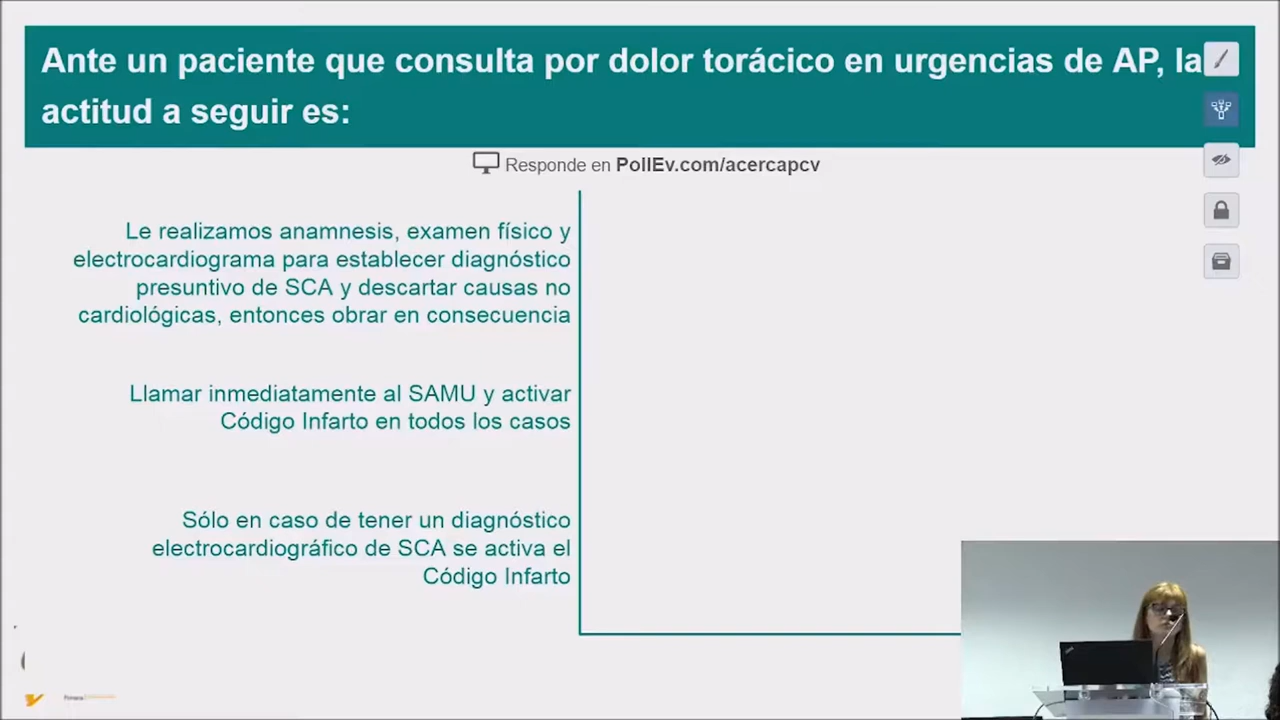 Ante un paciente que consulta por dolor torácico en urgencias de AP, la
actitud a seguir es:
Responde en PollEv.com/acercapcv
Le realizamos anamnesis, examen físico y
electrocardiograma para establecer diagnóstico
presuntivo de SCA y descartar causas no
cardiológicas, entonces obrar en consecuencia
Llamar inmediatamente al SAMU y activar
Código Infarto en todos los casos
Sólo en caso de tener un diagnóstico
electrocardiográfico de SCA se activa el
Código Infarto